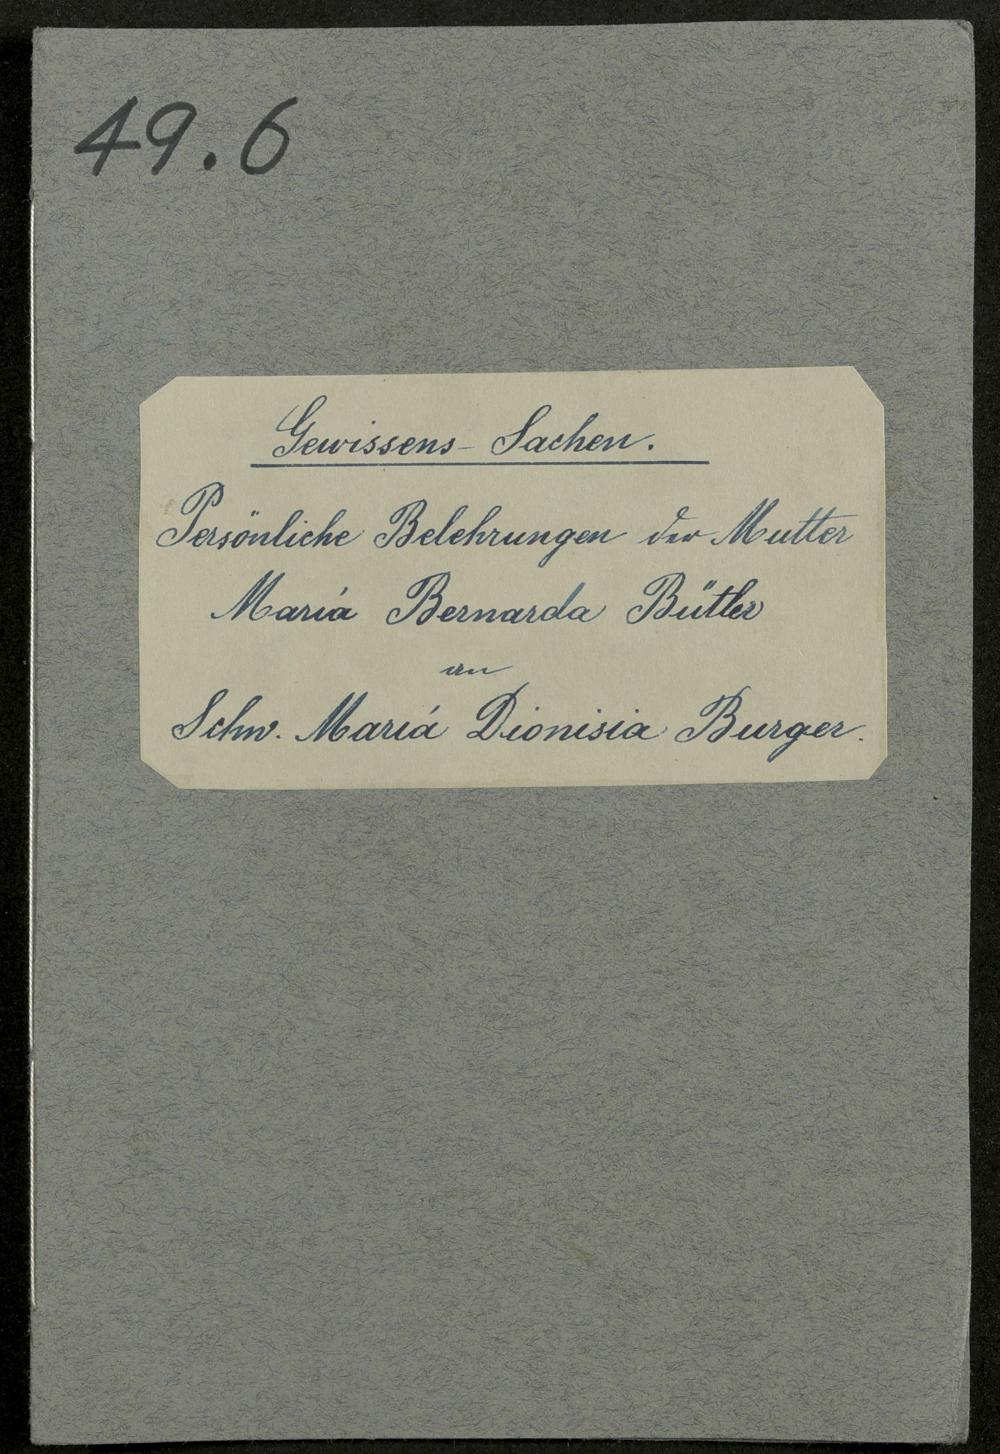 49.6
Gewissens-Sachen.
Persönliche Belehrungen der Mutter
María Bernarda Bütler
an
Schw. María Dionisia Burger.